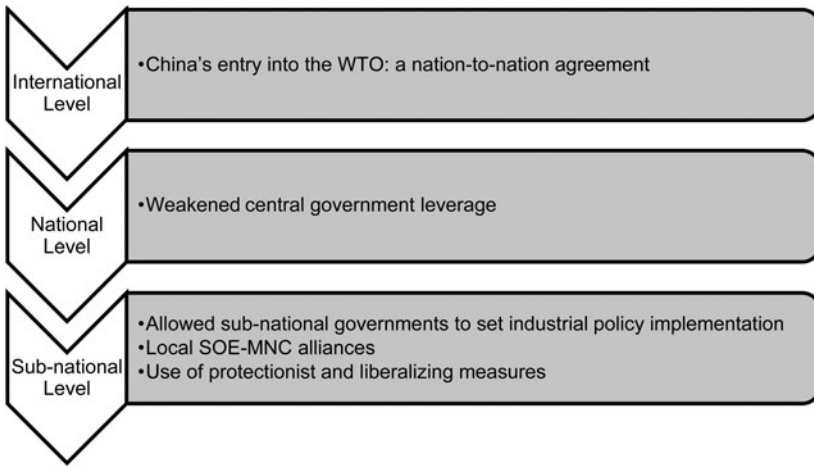 International
Level
•China’s entry into the WTO: a nation-to-nation agreement
National
Level
•Weakened central government leverage
Sub-national
Level
•Allowed sub-national governments to set industrial policy implementation
•Local SOE-MNC alliances
•Use of protectionist and liberalizing measures